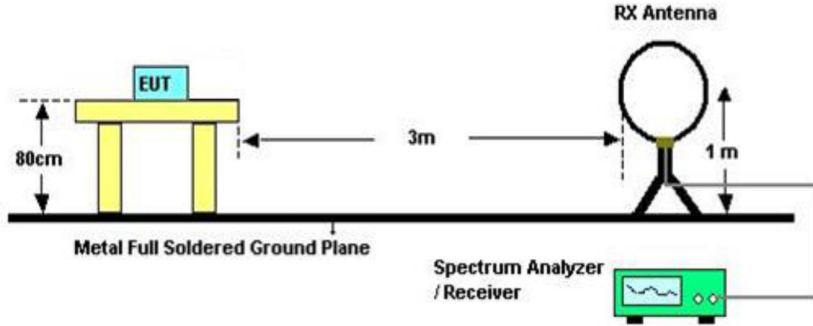 RX Antenna
EUT
3m
80cm
1 m
Metal Full Soldered Ground Plane
Spectrum Analyzer
/ Receiver